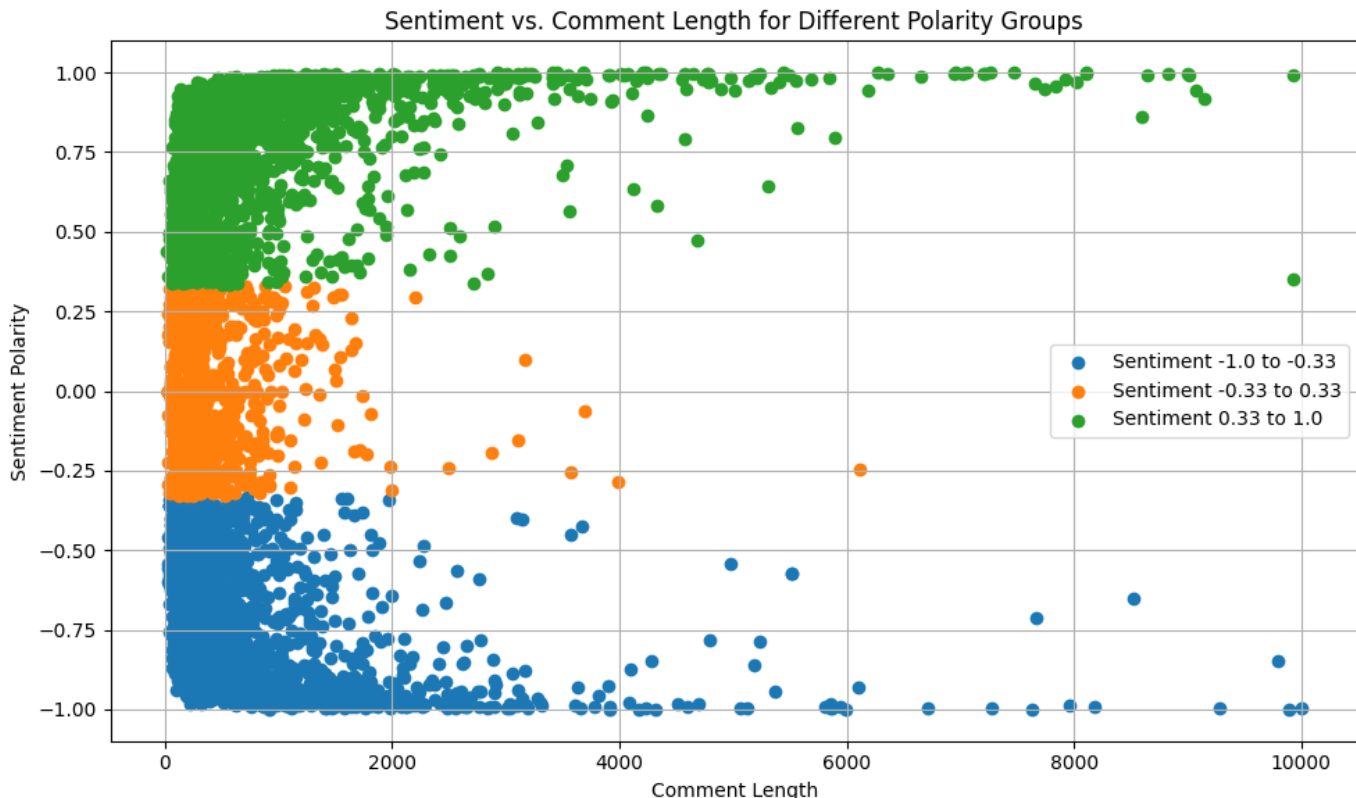 Sentiment vs. Comment Length for Different Polarity Groups
1.00
0.75
0.50
0.25
0.00
−0.25
−0.50
−0.75
−1.00
Sentiment Polarity
Sentiment -1.0 to -0.33
Sentiment -0.33 to 0.33
Sentiment 0.33 to 1.0
0 2000 4000 6000 8000 10000
Comment Length